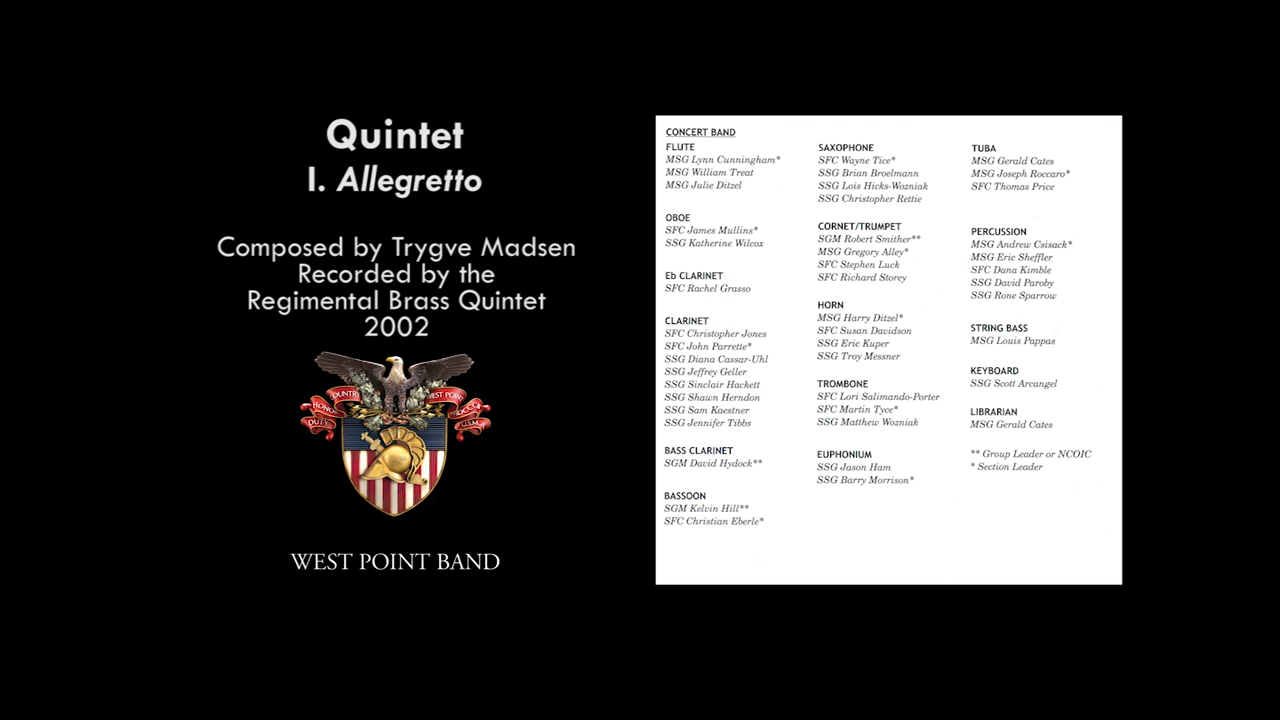 Quintet
I. Allegretto
Composed by Trygve Madsen
Recorded by the
Regimental Brass Quintet
2002
DUTY
HONOR
COUNTRY
WEST POINT
MDCCCII
U.S.M.A.
WEST POINT BAND
CONCERT BAND
FLUTE
MSG Lynn Cunningham*
MSG William Treat
MSG Julie Ditzel
OBOE
SFC James Mullins*
SSG Katherine Wilcox
Eb CLARINET
SFC Rachel Grasso
CLARINET
SFC Christopher Jones
SFC John Parrette*
SSG Diana Cassar-Uhl
SSG Jeffrey Geller
SSG Sinclair Hackett
SSG Shawn Herndon
SSG Sam Kaestner
SSG Jennifer Tibbs
BASS CLARINET
SGM David Hydock**
BASSOON
SGM Kelvin Hill**
SFC Christian Eberle*
SAXOPHONE
SFC Wayne Tice*
SSG Brian Broelmann
SSG Lois Hicks-Wozniak
SSG Christopher Rettie
CORNET/TRUMPET
SGM Robert Smither**
MSG Gregory Alley*
SFC Stephen Luck
SFC Richard Storey
HORN
MSG Harry Ditzel*
SFC Susan Davidson
SSG Eric Kuper
SSG Troy Messner
TROMBONE
SFC Lori Salimando-Porter
SFC Martin Tyce*
SSG Matthew Wozniak
EUPHONIUM
SSG Jason Ham
SSG Barry Morrison*
TUBA
MSG Gerald Cates
MSG Joseph Roccaro*
SFC Thomas Price
PERCUSSION
MSG Andrew Csisack*
MSG Eric Sheffler
SFC Dana Kimble
SSG David Paroby
SSG Rone Sparrow
STRING BASS
MSG Louis Pappas
KEYBOARD
SSG Scott Arcangel
LIBRARIAN
MSG Gerald Cates
** Group Leader or NCOIC
* Section Leader